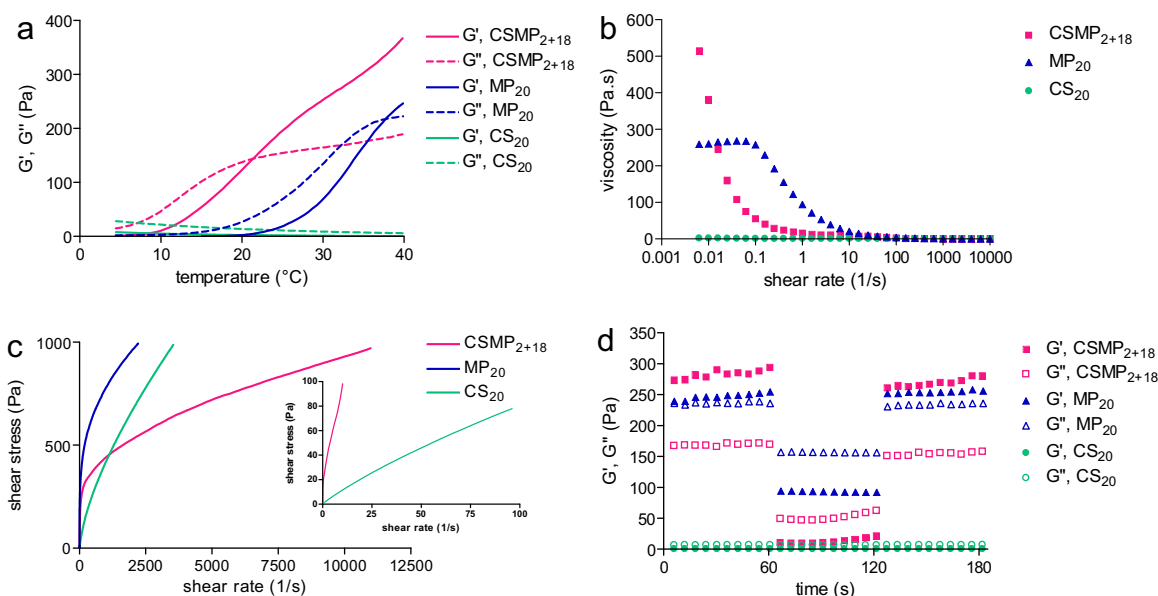 a
400
300
200
100
0
0
10
20
30
40
G', G'' (Pa)
temperature (°C)
G', CSMP2+18
G'', CSMP2+18
G', MP20
G'', MP20
G', CS20
G'', CS20
b
600
500
400
300
200
100
0
0.001
0.01
0.1
1
10
100
1000
10000
viscosity (Pa.s)
shear rate (1/s)
CSMP2+18
MP20
CS20
c
1000
500
0
0
2500
5000
7500
10000
12500
shear stress (Pa)
shear rate (1/s)
CSMP2+18
MP20
CS20
100
80
60
40
20
0
0
25
50
75
100
shear stress (Pa)
shear rate (1/s)
d
350
300
250
200
150
100
50
0
0
60
120
180
G', G'' (Pa)
time (s)
G', CSMP2+18
G'', CSMP2+18
G', MP20
G'', MP20
G', CS20
G'', CS20